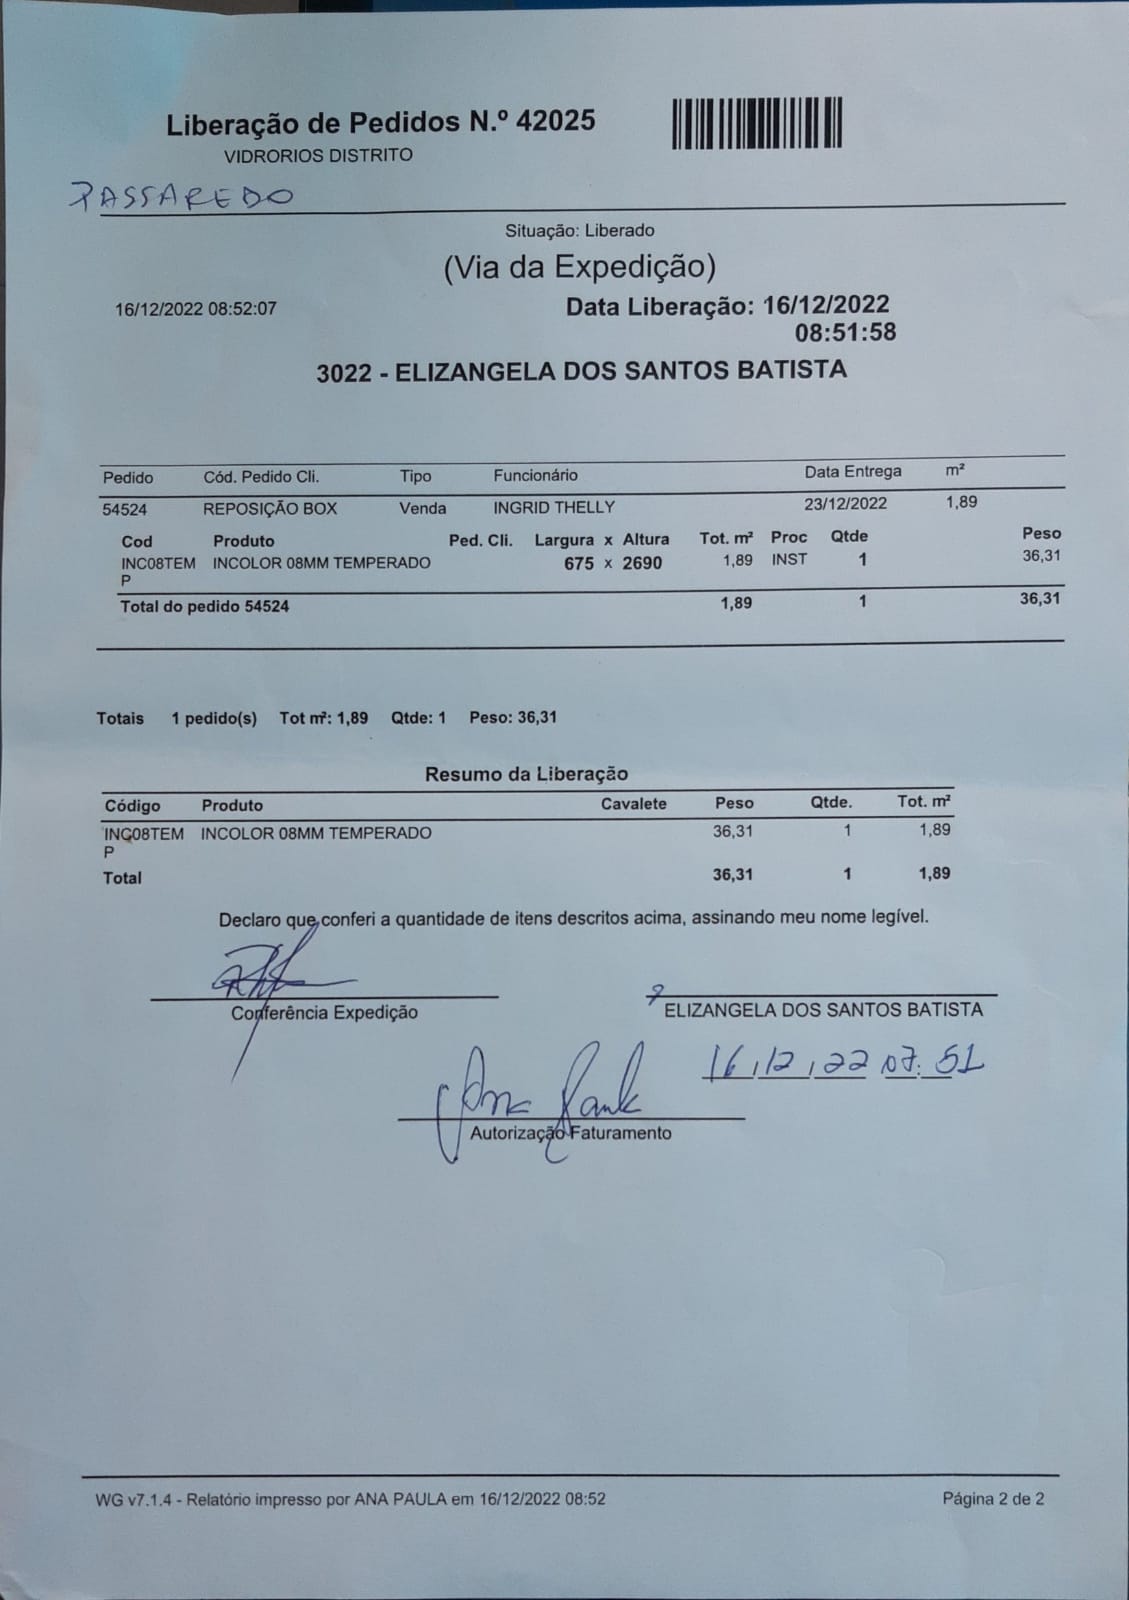 Liberação de Pedidos N.º 42025
VIDRORIOS DISTRITO
PASSAREDO
Situação: Liberado
(Via da Expedição)
16/12/2022 08:52:07
Data Liberação: 16/12/2022
08:51:58
3022 - ELIZANGELA DOS SANTOS BATISTA
Pedido Cód. Pedido Cli. Tipo Funcionário Data Entrega m²
54524 REPOSIÇÃO BOX Venda INGRID THELLY 23/12/2022 1,89
Cod Produto Ped. Cli. Largura x Altura Tot. m² Proc Qtde Peso
INC08TEM INCOLOR 08MM TEMPERADO 675 x 2690 1,89 INST 1 36,31
P
Total do pedido 54524 1,89 1 36,31
Totais 1 pedido(s) Tot m²: 1,89 Qtde: 1 Peso: 36,31
Resumo da Liberação
Código Produto Cavalete Peso Qtde. Tot. m²
INC08TEM INCOLOR 08MM TEMPERADO 36,31 1 1,89
P
Total 36,31 1 1,89
Declaro que conferi a quantidade de itens descritos acima, assinando meu nome legível.
Conferência Expedição
ELIZANGELA DOS SANTOS BATISTA
16/12/22 07:51
Ana Paula
Autorização Faturamento
WG v7.1.4 - Relatório impresso por ANA PAULA em 16/12/2022 08:52
Página 2 de 2